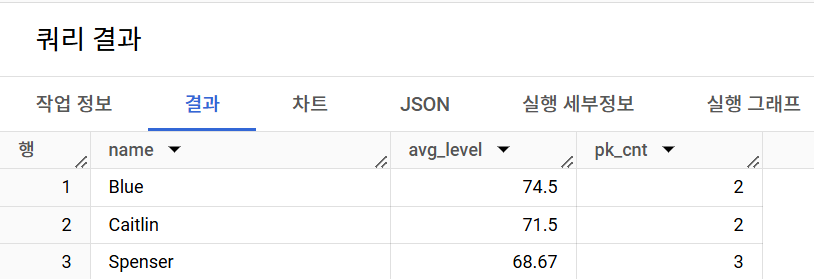 쿼리 결과
작업 정보 결과 차트 JSON 실행 세부정보 실행 그래프
행 name avg_level pk_cnt
1 Blue 74.5 2
2 Caitlin 71.5 2
3 Spenser 68.67 3